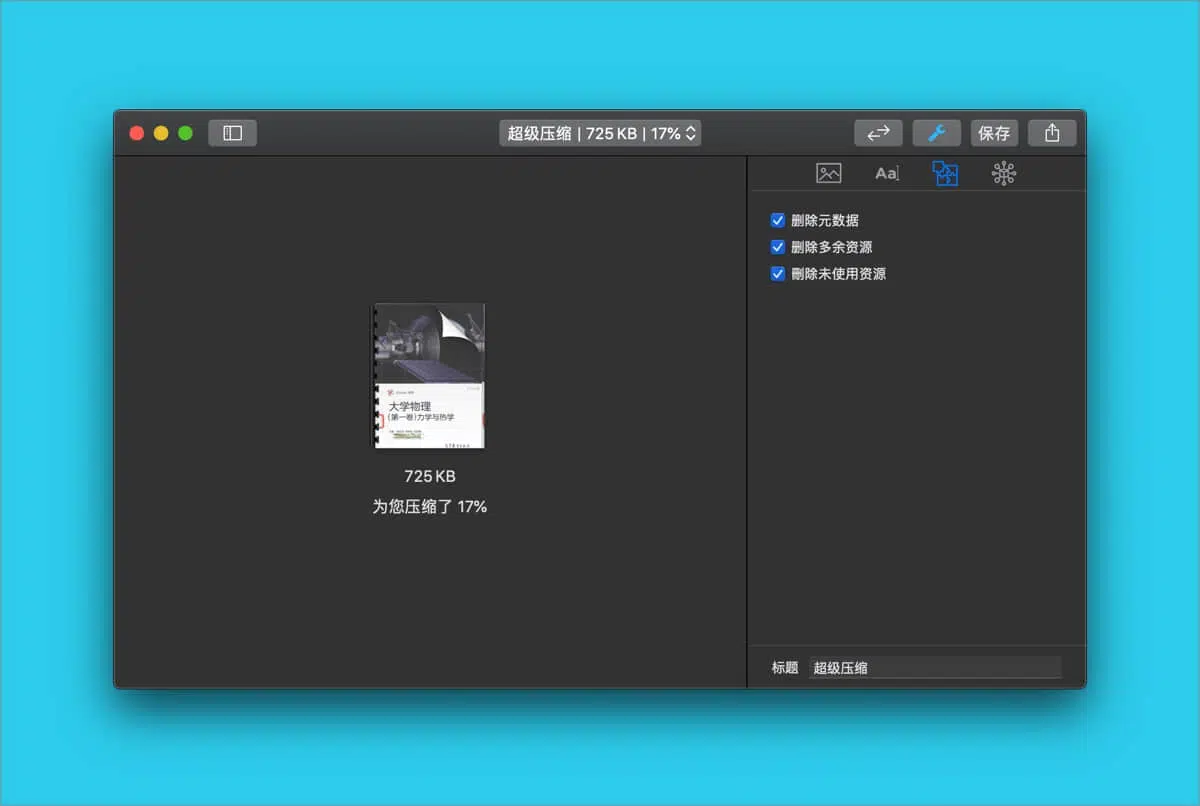 超级压缩 | 725 KB | 17%
保存
Aa
删除元数据
删除多余资源
刪除未使用资源
大学物理
(第一卷)力学与热学
725 KB
为您压缩了 17%
标题 超级压缩